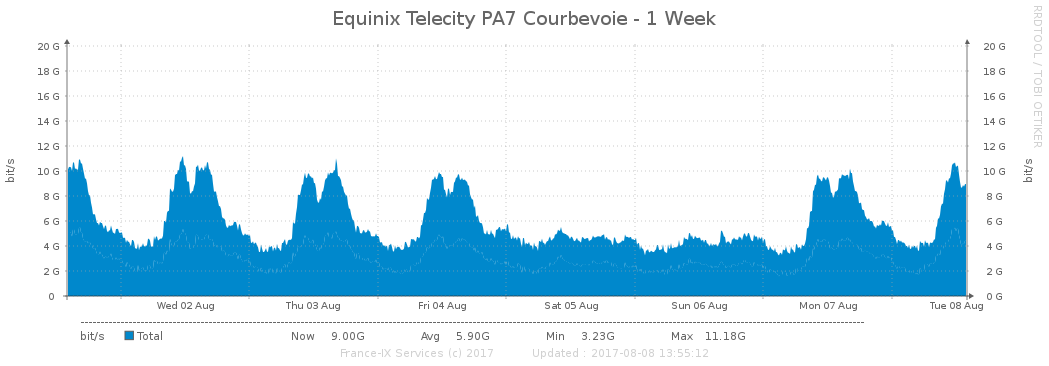 Equinix Telecity PA7 Courbevoie - 1 Week
RRDTOOL / TOBI OETIKER
bit/s
bit/s
20 G 20 G
18 G 18 G
16 G 16 G
14 G 14 G
12 G 12 G
10 G 10 G
8 G 8 G
6 G 6 G
4 G 4 G
2 G 2 G
0 0 G
Wed 02 Aug Thu 03 Aug Fri 04 Aug Sat 05 Aug Sun 06 Aug Mon 07 Aug Tue 08 Aug
bit/s Total Now 9.00G Avg 5.90G Min 3.23G Max 11.18G
France-IX Services (c) 2017 Updated : 2017-08-08 13:55:12